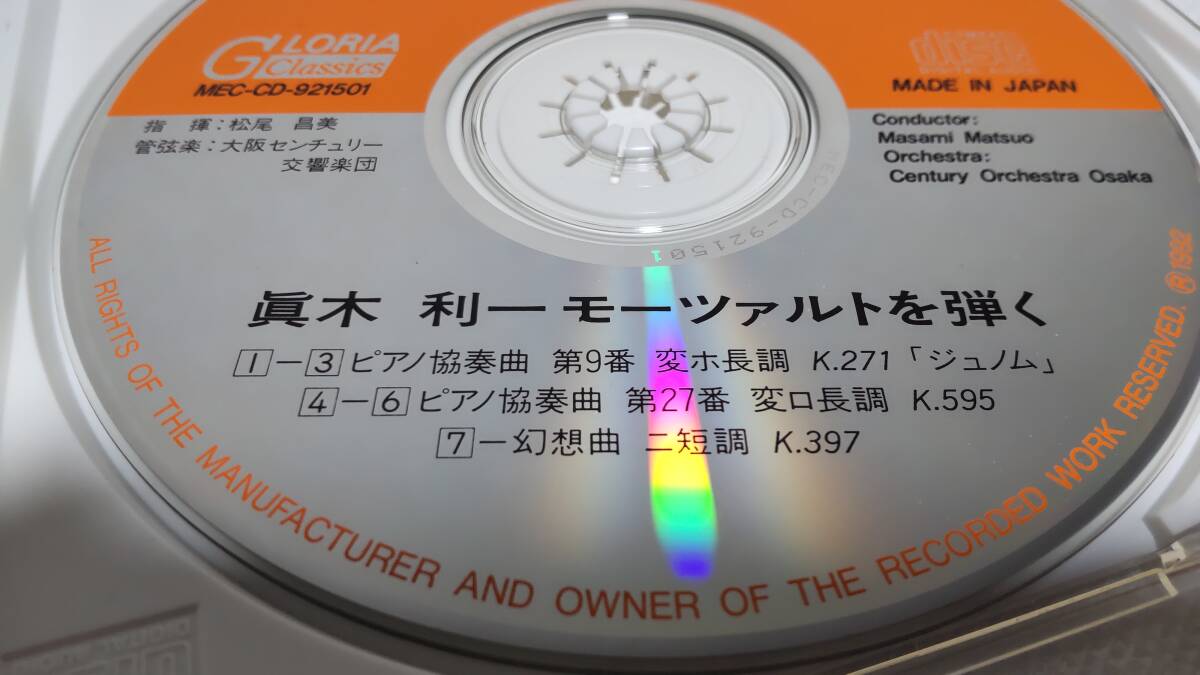 GLORIA
Classics
MEC-CD-921501
disc
MADE IN JAPAN
指 揮：松尾 昌美
管弦楽：大阪センチュリー
交響楽団
Conductor:
Masami Matsuo
Orchestra:
Century Orchestra Osaka
MEC-CD-921501
眞木 利一 モーツァルトを弾く
1－3 ピアノ協奏曲 第9番 変ホ長調 K.271「ジュノム」
4－6 ピアノ協奏曲 第27番 変ロ長調 K.595
7－幻想曲 ニ短調 K.397
ALL RIGHTS OF THE MANUFACTURER AND OWNER OF THE RECORDED WORK RESERVED. Ⓡ1992